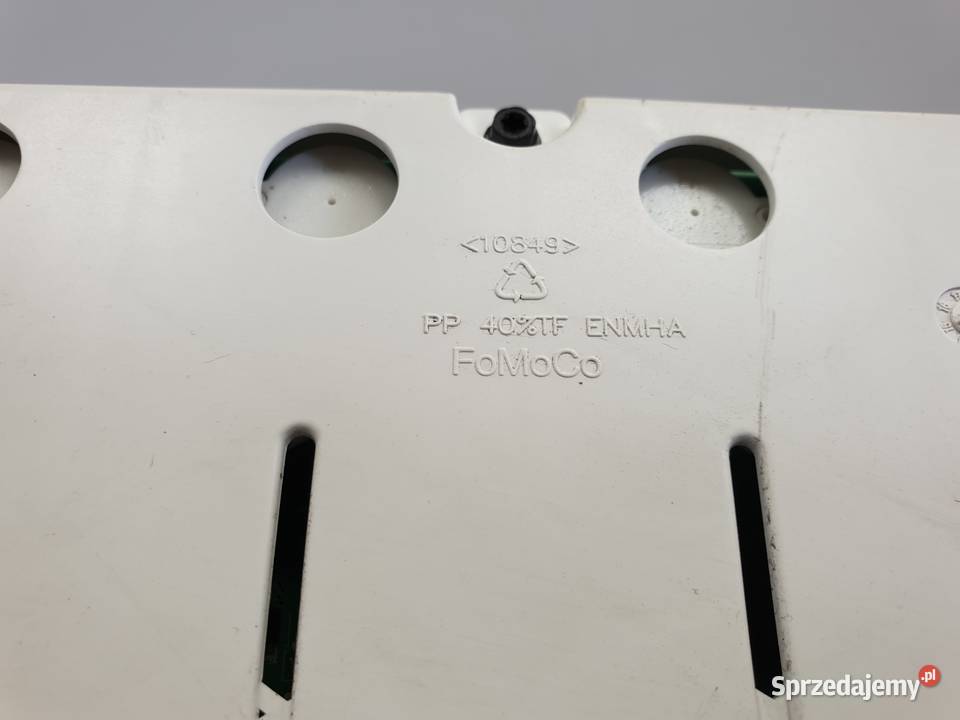 <10849>
PP 40%TF ENMHA
FoMoCo
Sprzedajemy.pl